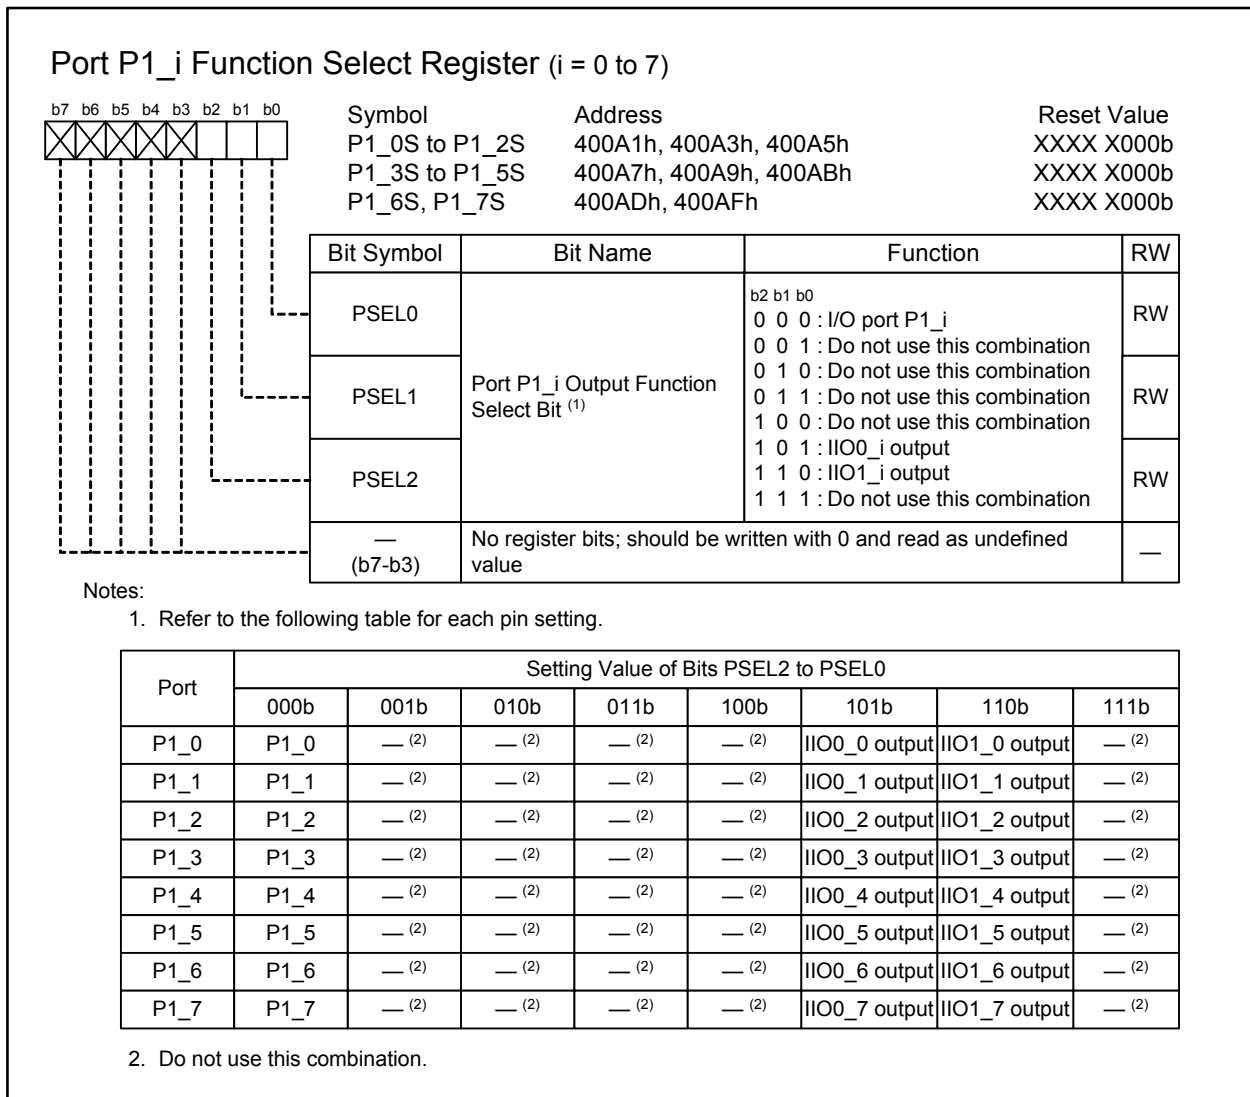 Port P1_i Function Select Register (i = 0 to 7)
b7 b6 b5 b4 b3 b2 b1 b0
Symbol Address Reset Value
P1_0S to P1_2S 400A1h, 400A3h, 400A5h XXXX X000b
P1_3S to P1_5S 400A7h, 400A9h, 400ABh XXXX X000b
P1_6S, P1_7S 400ADh, 400AFh XXXX X000b
Bit Symbol Bit Name Function RW
PSEL0 RW
PSEL1 RW
PSEL2 RW
Port P1_i Output Function
Select Bit (1)
b2 b1 b0
0 0 0 : I/O port P1_i
0 0 1 : Do not use this combination
0 1 0 : Do not use this combination
0 1 1 : Do not use this combination
1 0 0 : Do not use this combination
1 0 1 : IIO0_i output
1 1 0 : IIO1_i output
1 1 1 : Do not use this combination
—
(b7-b3)
No register bits; should be written with 0 and read as undefined
value
—
Notes:
1. Refer to the following table for each pin setting.
Port Setting Value of Bits PSEL2 to PSEL0
000b 001b 010b 011b 100b 101b 110b 111b
P1_0 P1_0 — (2) — (2) — (2) — (2) IIO0_0 output IIO1_0 output — (2)
P1_1 P1_1 — (2) — (2) — (2) — (2) IIO0_1 output IIO1_1 output — (2)
P1_2 P1_2 — (2) — (2) — (2) — (2) IIO0_2 output IIO1_2 output — (2)
P1_3 P1_3 — (2) — (2) — (2) — (2) IIO0_3 output IIO1_3 output — (2)
P1_4 P1_4 — (2) — (2) — (2) — (2) IIO0_4 output IIO1_4 output — (2)
P1_5 P1_5 — (2) — (2) — (2) — (2) IIO0_5 output IIO1_5 output — (2)
P1_6 P1_6 — (2) — (2) — (2) — (2) IIO0_6 output IIO1_6 output — (2)
P1_7 P1_7 — (2) — (2) — (2) — (2) IIO0_7 output IIO1_7 output — (2)
2. Do not use this combination.